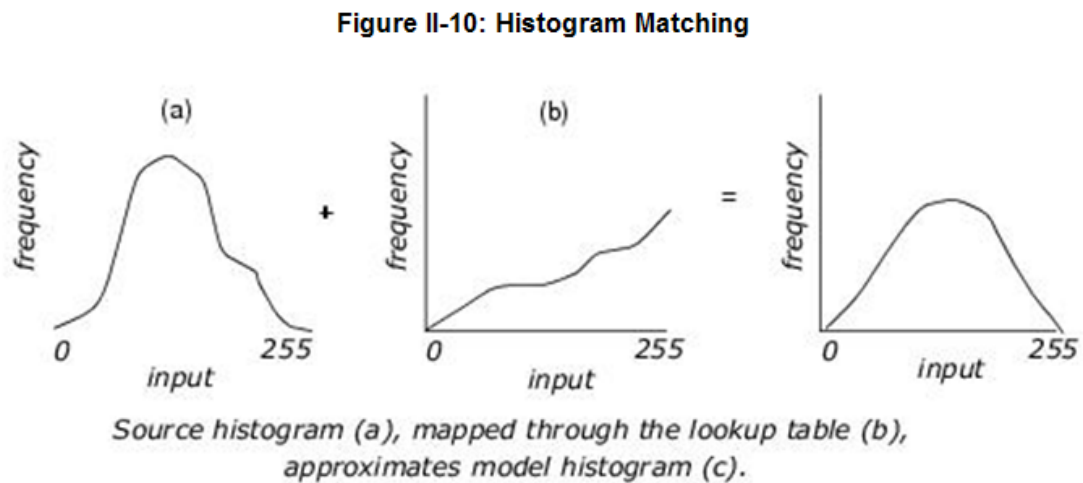 Figure II-10: Histogram Matching
(a)
(b)
frequency
+
frequency
=
frequency
0
255
0
255
0
255
input
input
input
Source histogram (a), mapped through the lookup table (b),
approximates model histogram (c).